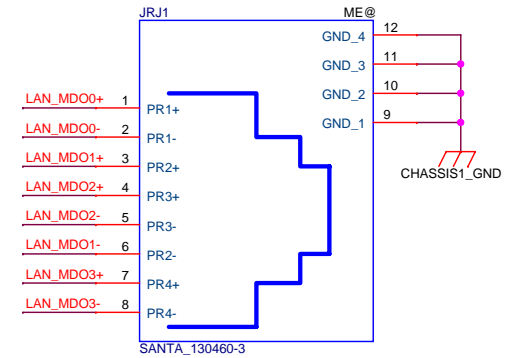 JRJ1 ME@
GND_4 12
GND_3 11
GND_2 10
GND_1 9
CHASSIS1_GND
LAN_MDO0+ 1 PR1+
LAN_MDO0- 2 PR1-
LAN_MDO1+ 3 PR2+
LAN_MDO2+ 4 PR3+
LAN_MDO2- 5 PR3-
LAN_MDO1- 6 PR2-
LAN_MDO3+ 7 PR4+
LAN_MDO3- 8 PR4-
SANTA_130460-3